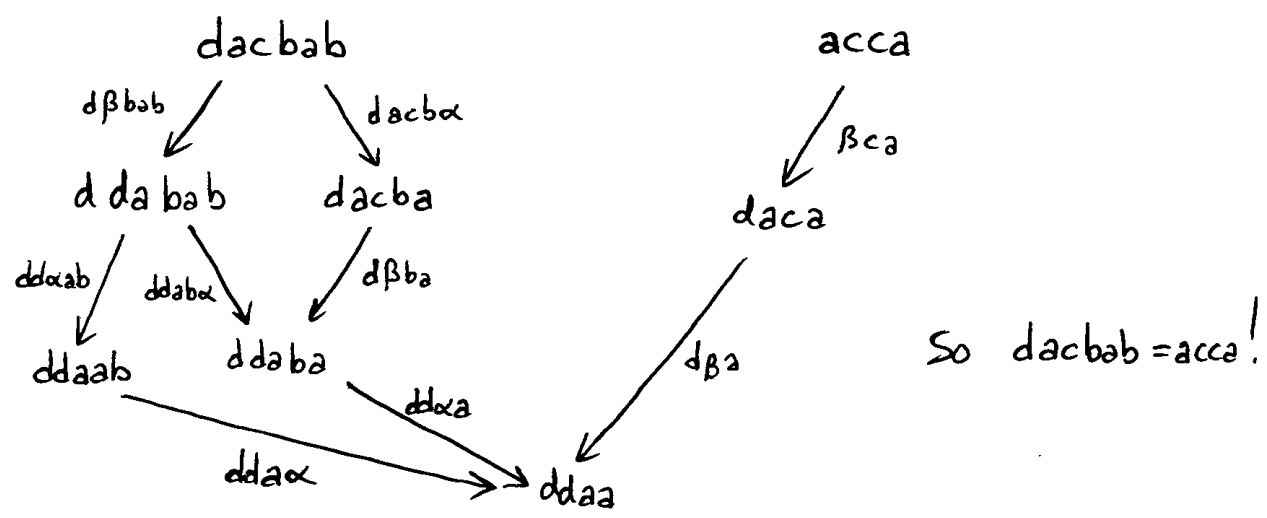 dacbab acca
dβbab dacbα βca
d dabab dacba daca
ddαab ddabα dβba
ddaab ddaba dβa So dacbab = acca!
ddαa
ddaα ddaa